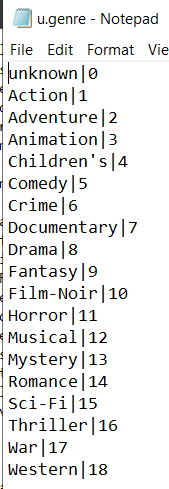 u.genre - Notepad
File Edit Format Vie
unknown|0
Action|1
Adventure|2
Animation|3
Children's|4
Comedy|5
Crime|6
Documentary|7
Drama|8
Fantasy|9
Film-Noir|10
Horror|11
Musical|12
Mystery|13
Romance|14
Sci-Fi|15
Thriller|16
War|17
Western|18